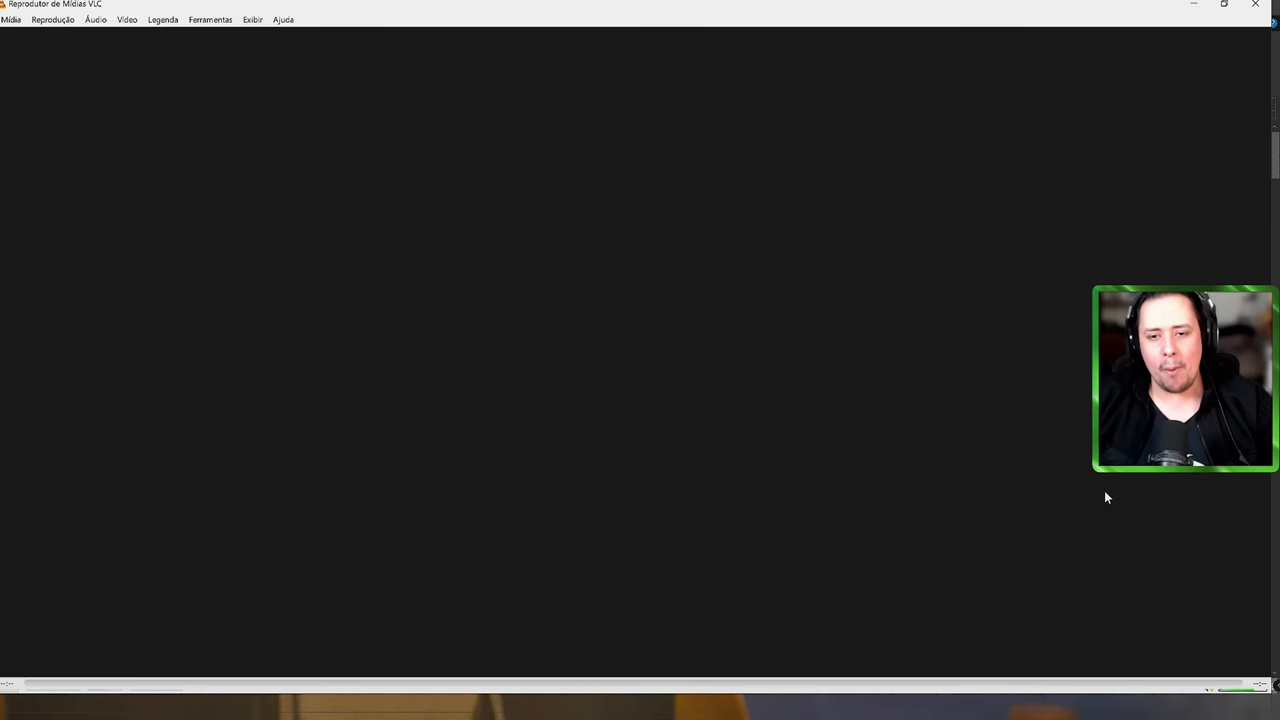 Reprodutor de Mídias VLC
Mídia Reprodução Áudio Vídeo Legenda Ferramentas Exibir Ajuda
--:-- --:--